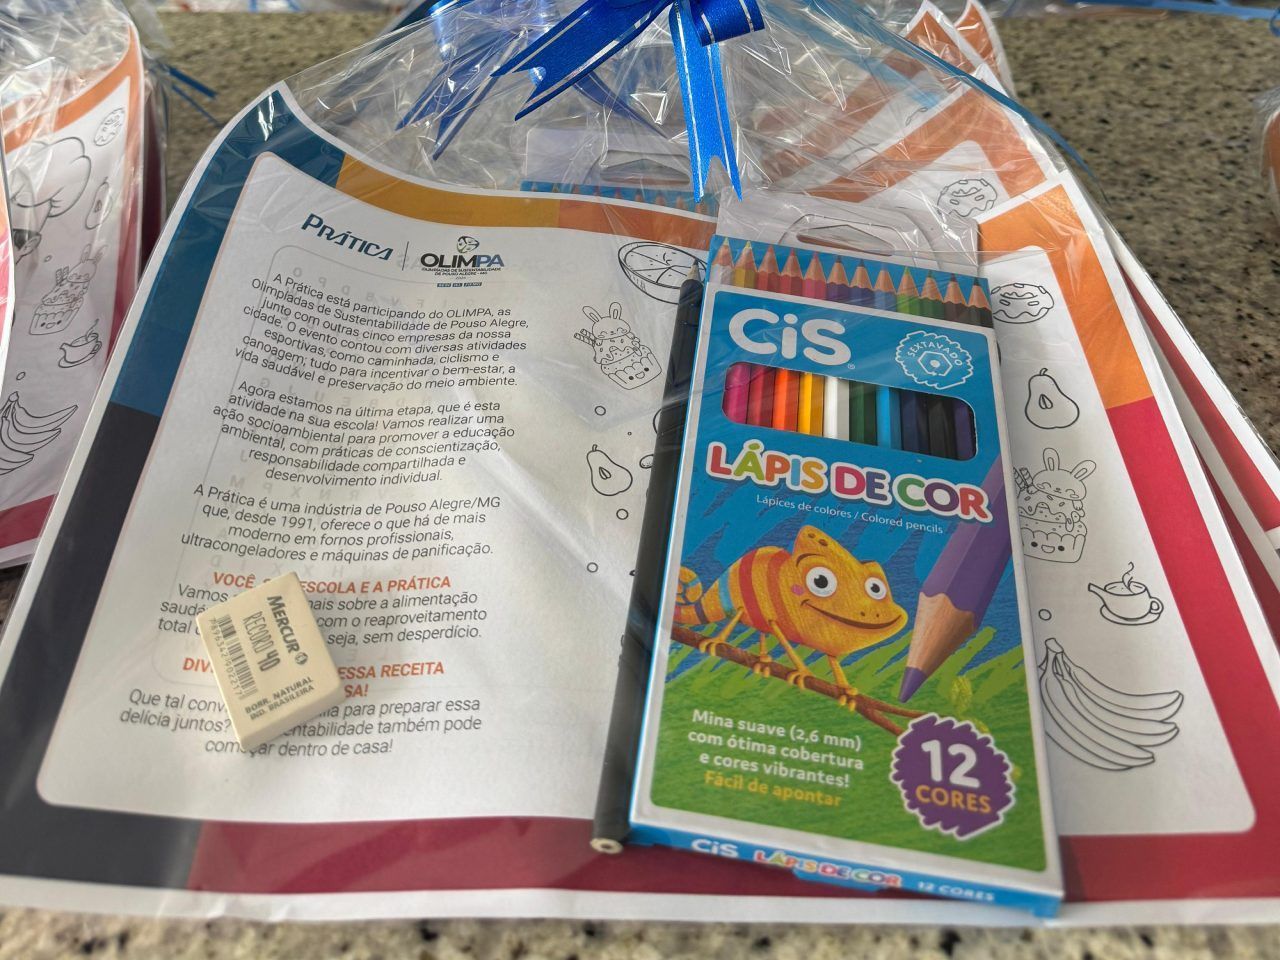 PRÁTICA
OLIMPA
OLIMPÍADAS DE SUSTENTABILIDADE
DE POUSO ALEGRE - MG
A Prática está participando do OLIMPA, as
Olimpíadas de Sustentabilidade de Pouso Alegre,
junto com outras cinco empresas da nossa
cidade. O evento contou com diversas atividades
esportivas, como caminhada, ciclismo e
canoagem; tudo para incentivar o bem-estar, a
vida saudável e preservação do meio ambiente.
Agora estamos na última etapa, que é esta
atividade na sua escola! Vamos realizar uma
ação socioambiental para promover a educação
ambiental, com práticas de conscientização,
responsabilidade compartilhada e
desenvolvimento individual.
A Prática é uma indústria de Pouso Alegre/MG
que, desde 1991, oferece o que há de mais
moderno em fornos profissionais,
ultracongeladores e máquinas de panificação.
VOCÊ ESCOLA E A PRÁTICA
Vamos mais sobre a alimentação
com o reaproveitamento
total seja, sem desperdício.
ESSA RECEITA
Que tal para preparar essa
delícia juntos? também pode
dentro de casa!
MERCUR
RECORD 40
7896342902217
BORR. NATURAL
IND. BRASILEIRA
CiS
SEXTAVADO
LÁPIS DE COR
Lápices de colores / Colored pencils
Mina suave (2,6 mm)
com ótima cobertura
e cores vibrantes!
Fácil de apontar
12
CORES
CiS LÁPIS DE COR 12 CORES